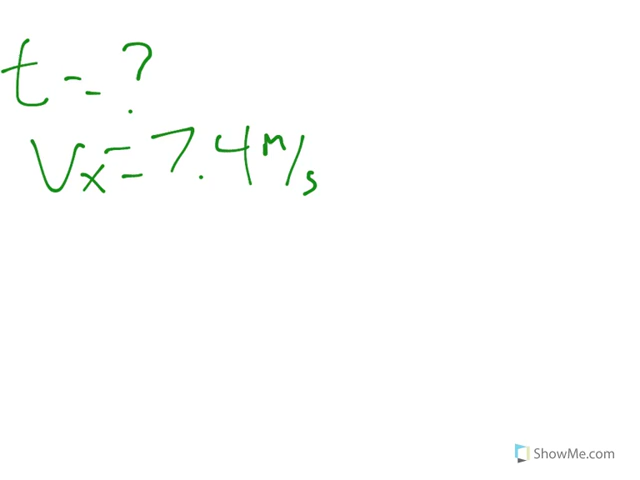 t = ?
Vx = 7.4 m/s
ShowMe.com